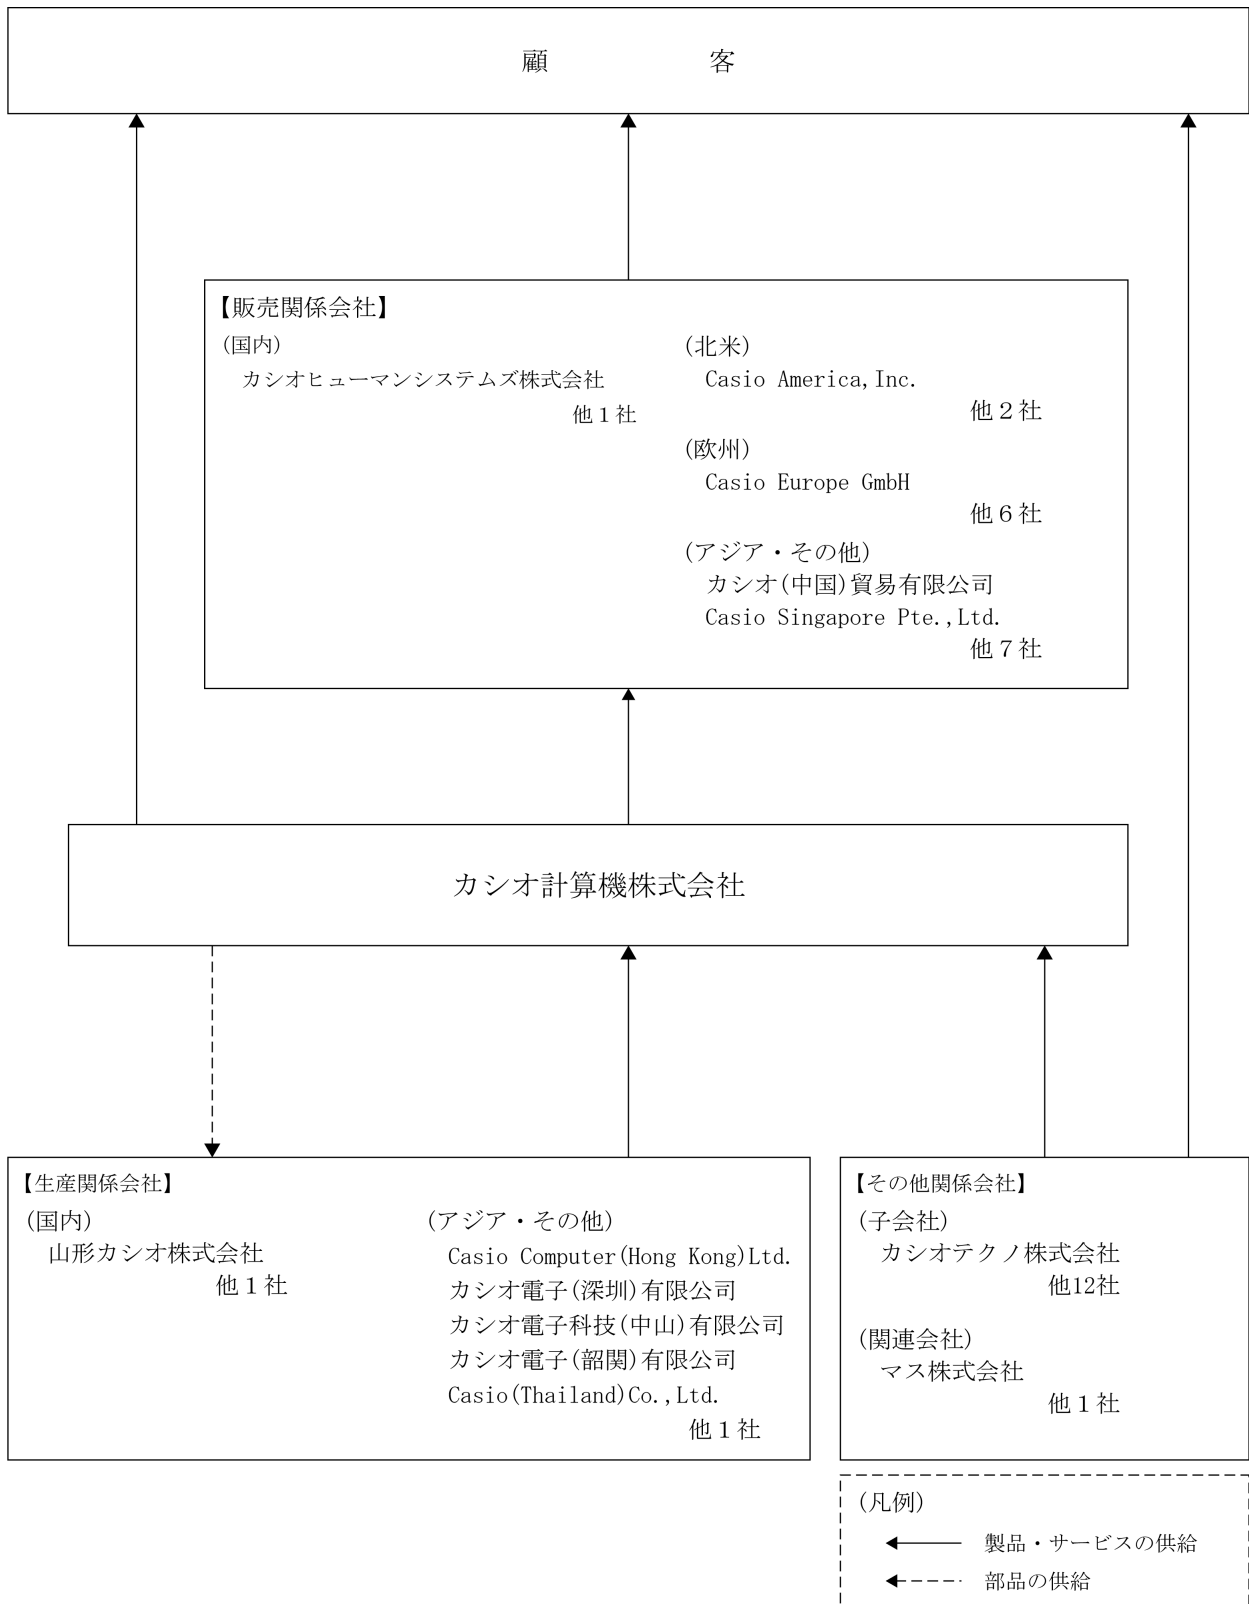 顧客
【販売関係会社】
(国内)
カシオヒューマンシステムズ株式会社
他１社
(北米)
Casio America,Inc.
他２社
(欧州)
Casio Europe GmbH
他６社
(アジア・その他)
カシオ(中国)貿易有限公司
Casio Singapore Pte.,Ltd.
他７社
カシオ計算機株式会社
【生産関係会社】
(国内)
山形カシオ株式会社
他１社
(アジア・その他)
Casio Computer(Hong Kong)Ltd.
カシオ電子(深圳)有限公司
カシオ電子科技(中山)有限公司
カシオ電子(韶関)有限公司
Casio(Thailand)Co.,Ltd.
他１社
【その他関係会社】
(子会社)
カシオテクノ株式会社
他12社
(関連会社)
マス株式会社
他１社
(凡例)
製品・サービスの供給
部品の供給